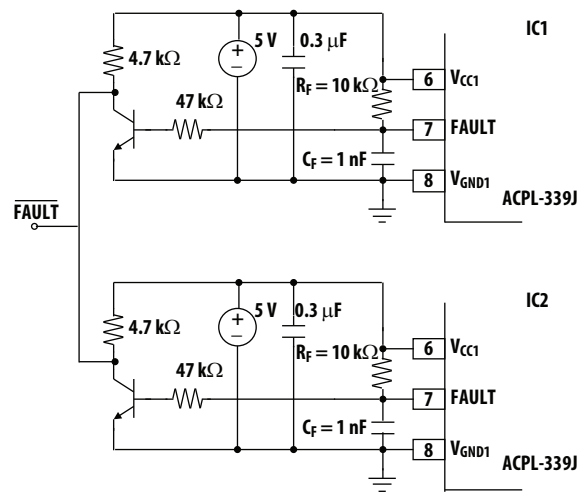 IC1
4.7 kΩ
5 V
0.3 μF
+
−
R_F = 10 kΩ
6
V_CC1
47 kΩ
7
FAULT
C_F = 1 nF
8
V_GND1
ACPL-339J
FAULT
IC2
4.7 kΩ
5 V
0.3 μF
+
−
R_F = 10 kΩ
6
V_CC1
47 kΩ
7
FAULT
C_F = 1 nF
8
V_GND1
ACPL-339J